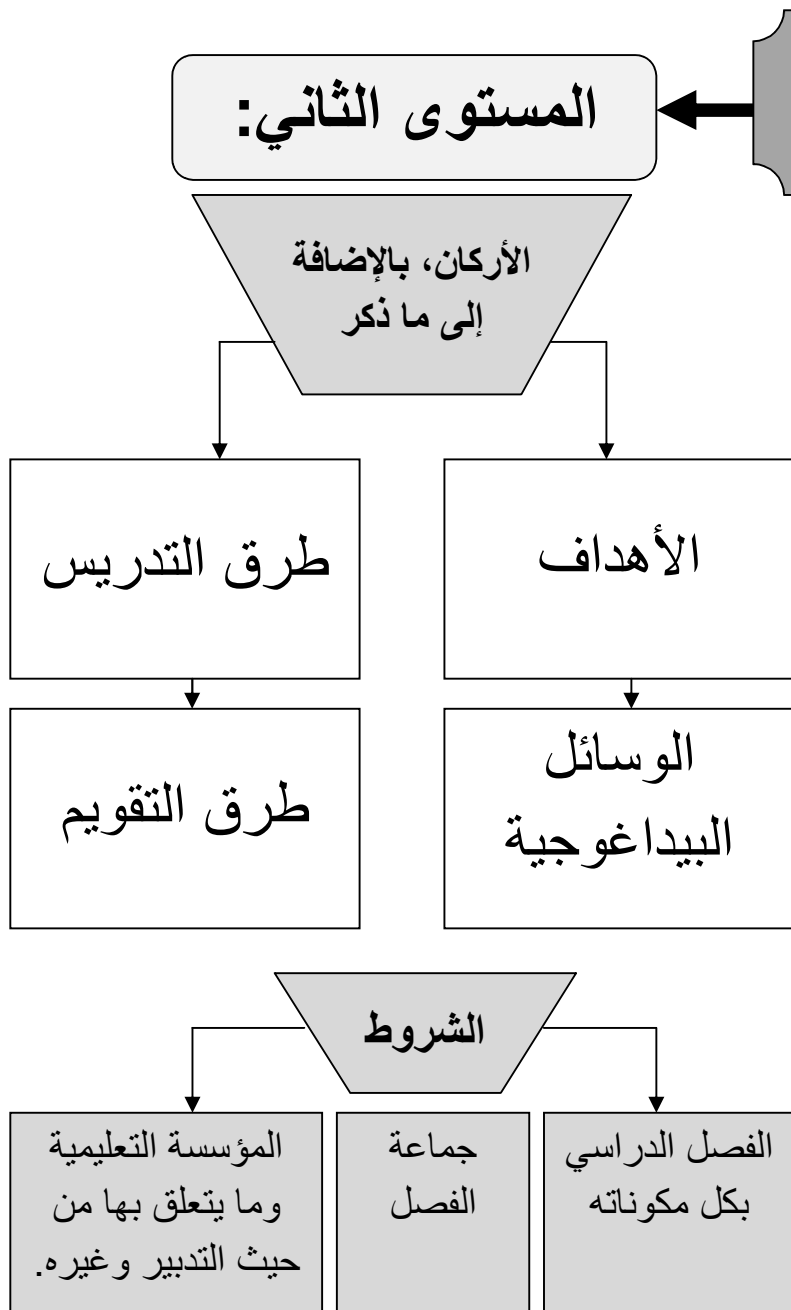 المستوى الثاني:
الأركان، بالإضافة
إلى ما ذكر
الأهداف
طرق التدريس
الوسائل
البيداغوجية
طرق التقويم
الشروط
الفصل الدراسي
بكل مكوناته
جماعة
الفصل
المؤسسة التعليمية
وما يتعلق بها من
حيث التدبير وغيره.